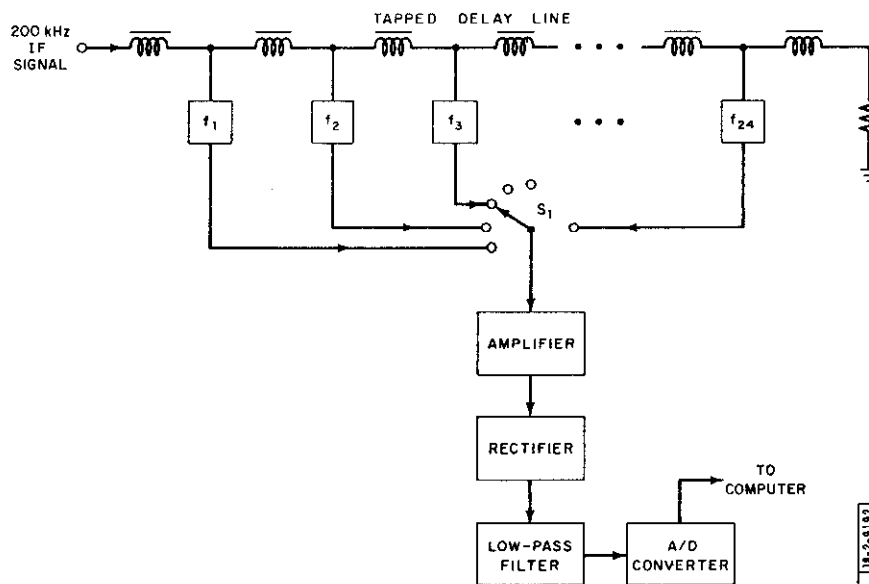 TAPPED DELAY LINE
200 kHz
IF
SIGNAL
f1
f2
f3
f24
S1
AMPLIFIER
RECTIFIER
TO
COMPUTER
LOW-PASS
FILTER
A/D
CONVERTER